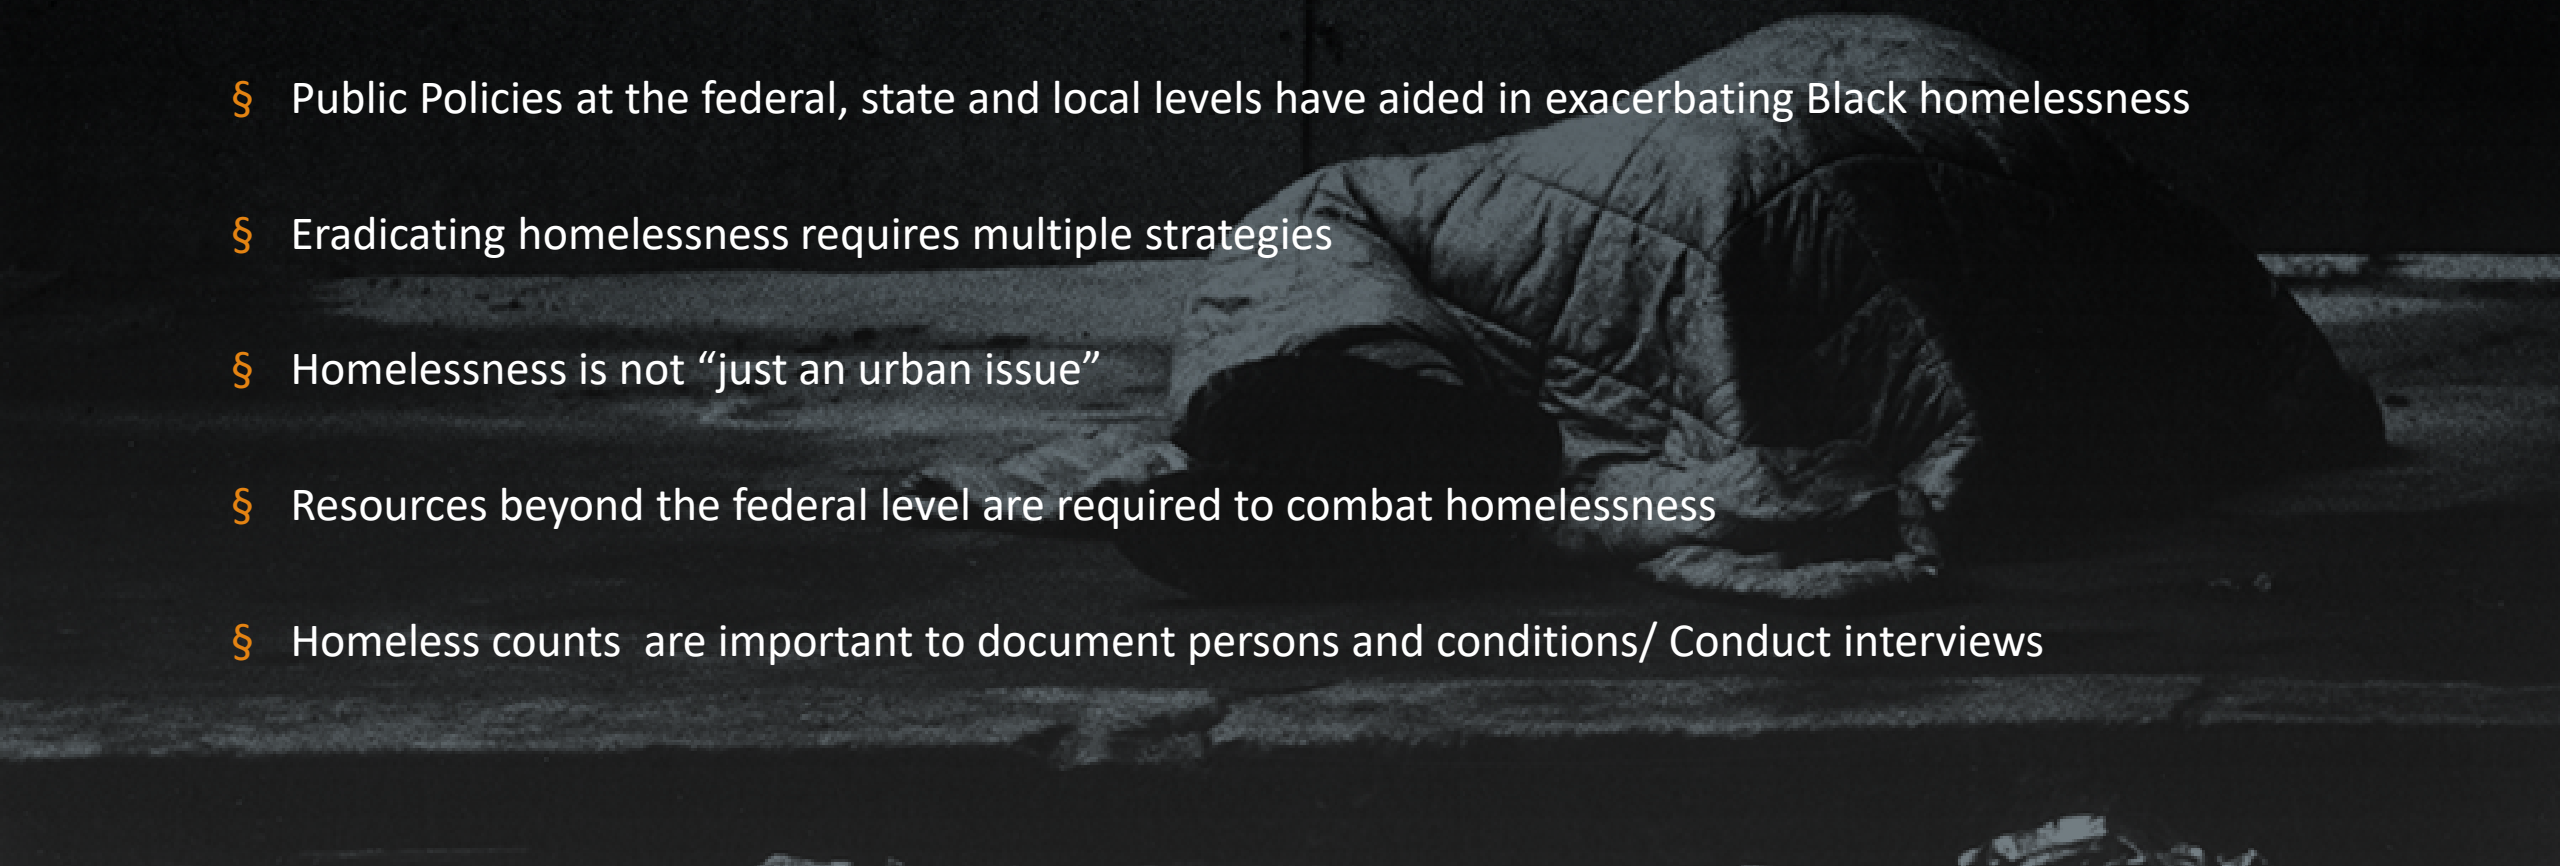 § Public Policies at the federal, state and local levels have aided in exacerbating Black homelessness
§ Eradicating homelessness requires multiple strategies
§ Homelessness is not “just an urban issue”
§ Resources beyond the federal level are required to combat homelessness
§ Homeless counts  are important to document persons and conditions/ Conduct interviews